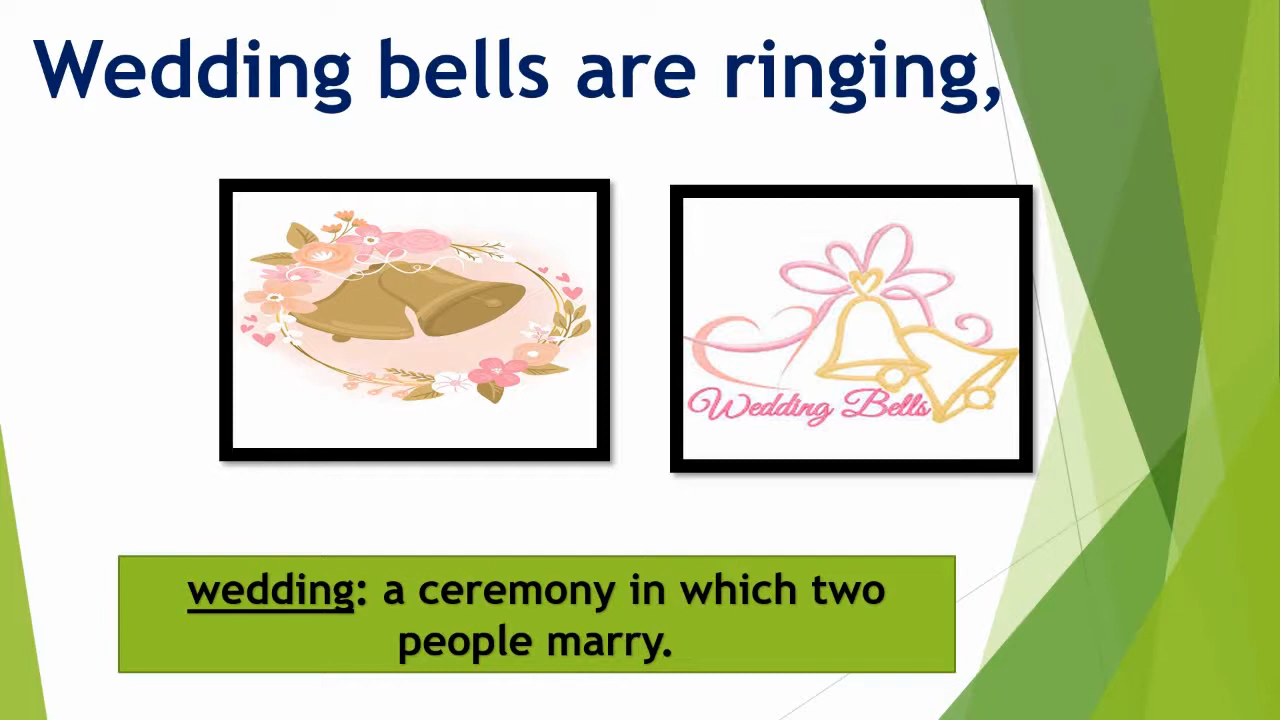 Wedding bells are ringing,
Wedding Bells
wedding: a ceremony in which two
people marry.